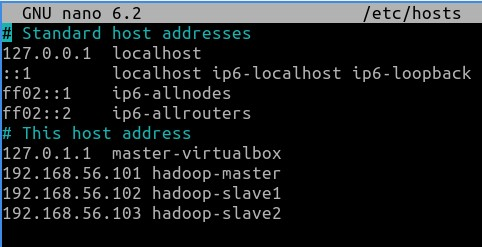 GNU nano 6.2 /etc/hosts
# Standard host addresses
127.0.0.1 localhost
::1 localhost ip6-localhost ip6-loopback
ff02::1 ip6-allnodes
ff02::2 ip6-allrouters
# This host address
127.0.1.1 master-virtualbox
192.168.56.101 hadoop-master
192.168.56.102 hadoop-slave1
192.168.56.103 hadoop-slave2